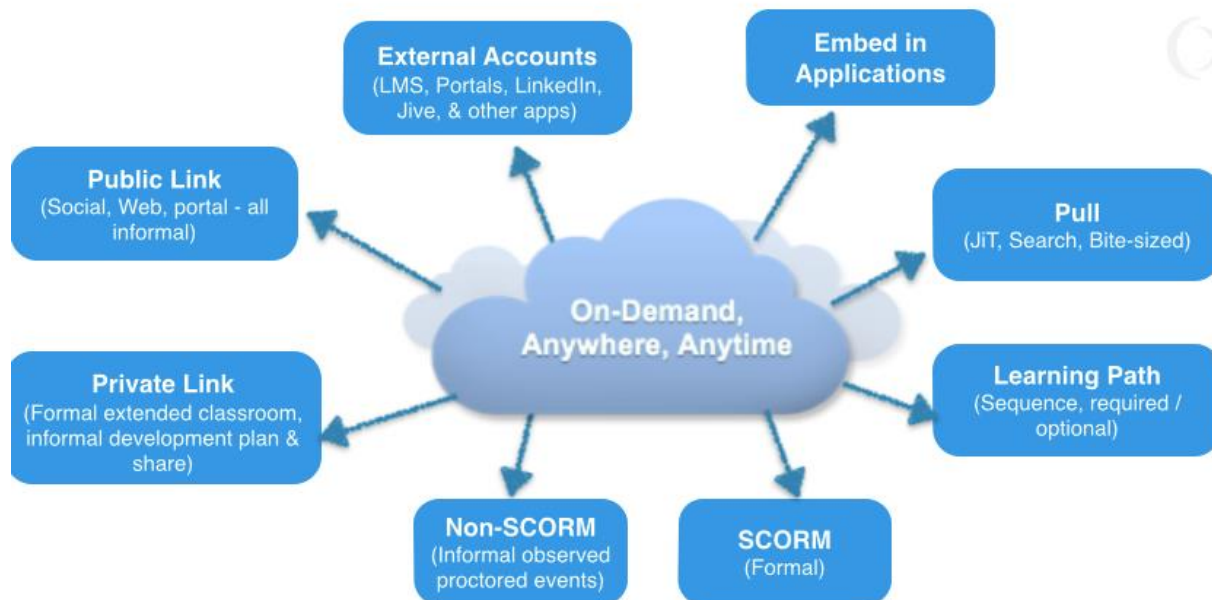 External Accounts
(LMS, Portals, LinkedIn,
Jive, & other apps)
Embed in
Applications
Public Link
(Social, Web, portal - all
informal)
Pull
(JiT, Search, Bite-sized)
On-Demand,
Anywhere, Anytime
Private Link
(Formal extended classroom,
informal development plan &
share)
Learning Path
(Sequence, required /
optional)
Non-SCORM
(Informal observed
proctored events)
SCORM
(Formal)